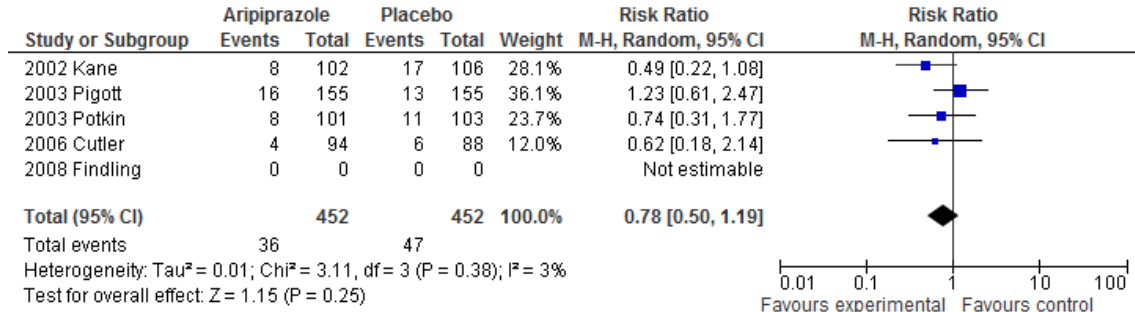 Aripiprazole Placebo Risk Ratio Risk Ratio
Study or Subgroup Events Total Events Total Weight M-H, Random, 95% CI M-H, Random, 95% CI
2002 Kane 8 102 17 106 28.1% 0.49 [0.22, 1.08]
2003 Pigott 16 155 13 155 36.1% 1.23 [0.61, 2.47]
2003 Potkin 8 101 11 103 23.7% 0.74 [0.31, 1.77]
2006 Cutler 4 94 6 88 12.0% 0.62 [0.18, 2.14]
2008 Findling 0 0 0 0 Not estimable
Total (95% CI) 452 452 100.0% 0.78 [0.50, 1.19]
Total events 36 47
Heterogeneity: Tau² = 0.01; Chi² = 3.11, df = 3 (P = 0.38); I² = 3%
Test for overall effect: Z = 1.15 (P = 0.25)
0.01 0.1 1 10 100
Favours experimental Favours control